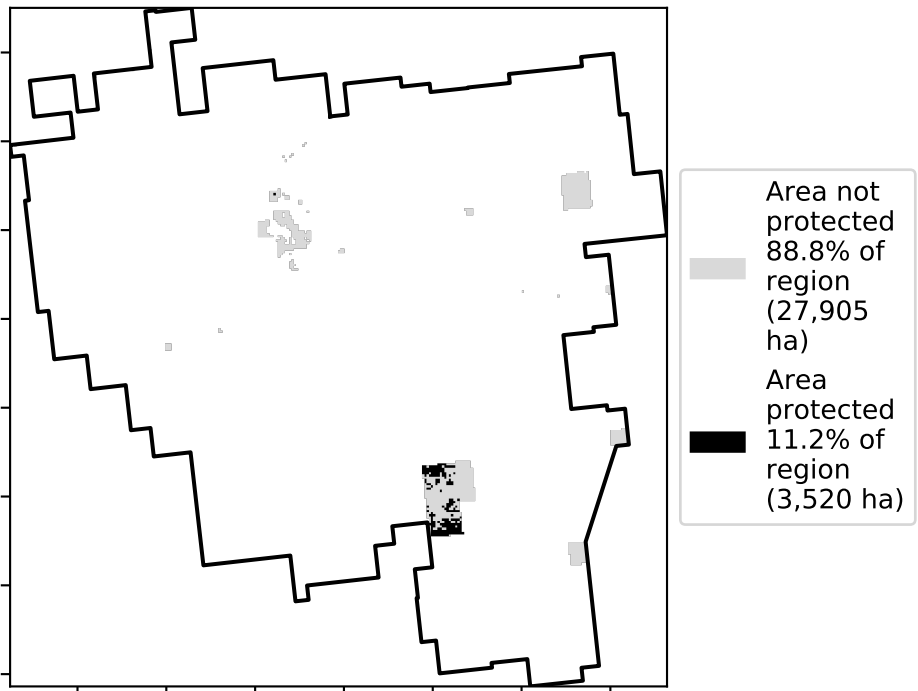 Area not
protected
88.8% of
region
(27,905
ha)
Area
protected
11.2% of
region
(3,520 ha)